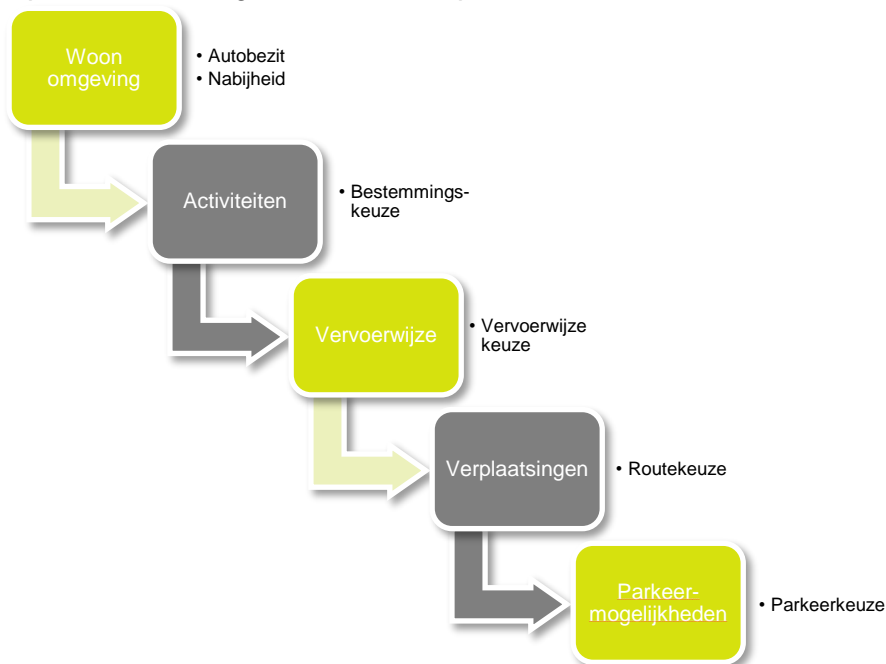 Woon
omgeving
• Autobezit
• Nabijheid
Activiteiten
• Bestemmings-
keuze
Vervoerwijze
• Vervoerwijze
keuze
Verplaatsingen
• Routekeuze
Parkeer-
mogelijkheden
• Parkeerkeuze